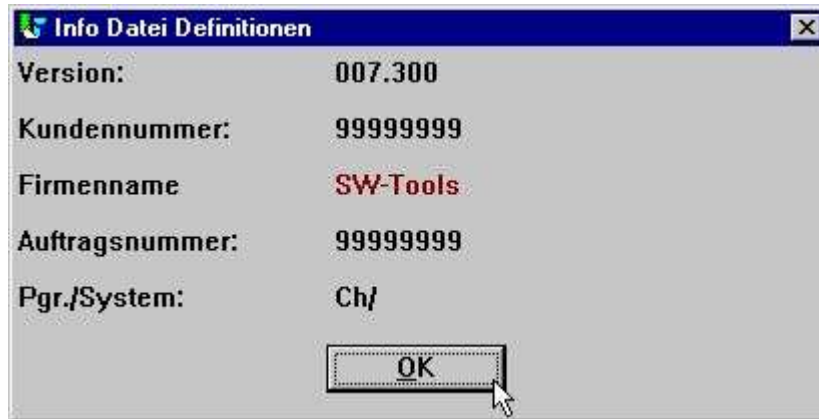 Info Datei Definitionen
Version: 007.300
Kundennummer: 99999999
Firmenname SW-Tools
Auftragsnummer: 99999999
Pgr./System: Ch/
OK